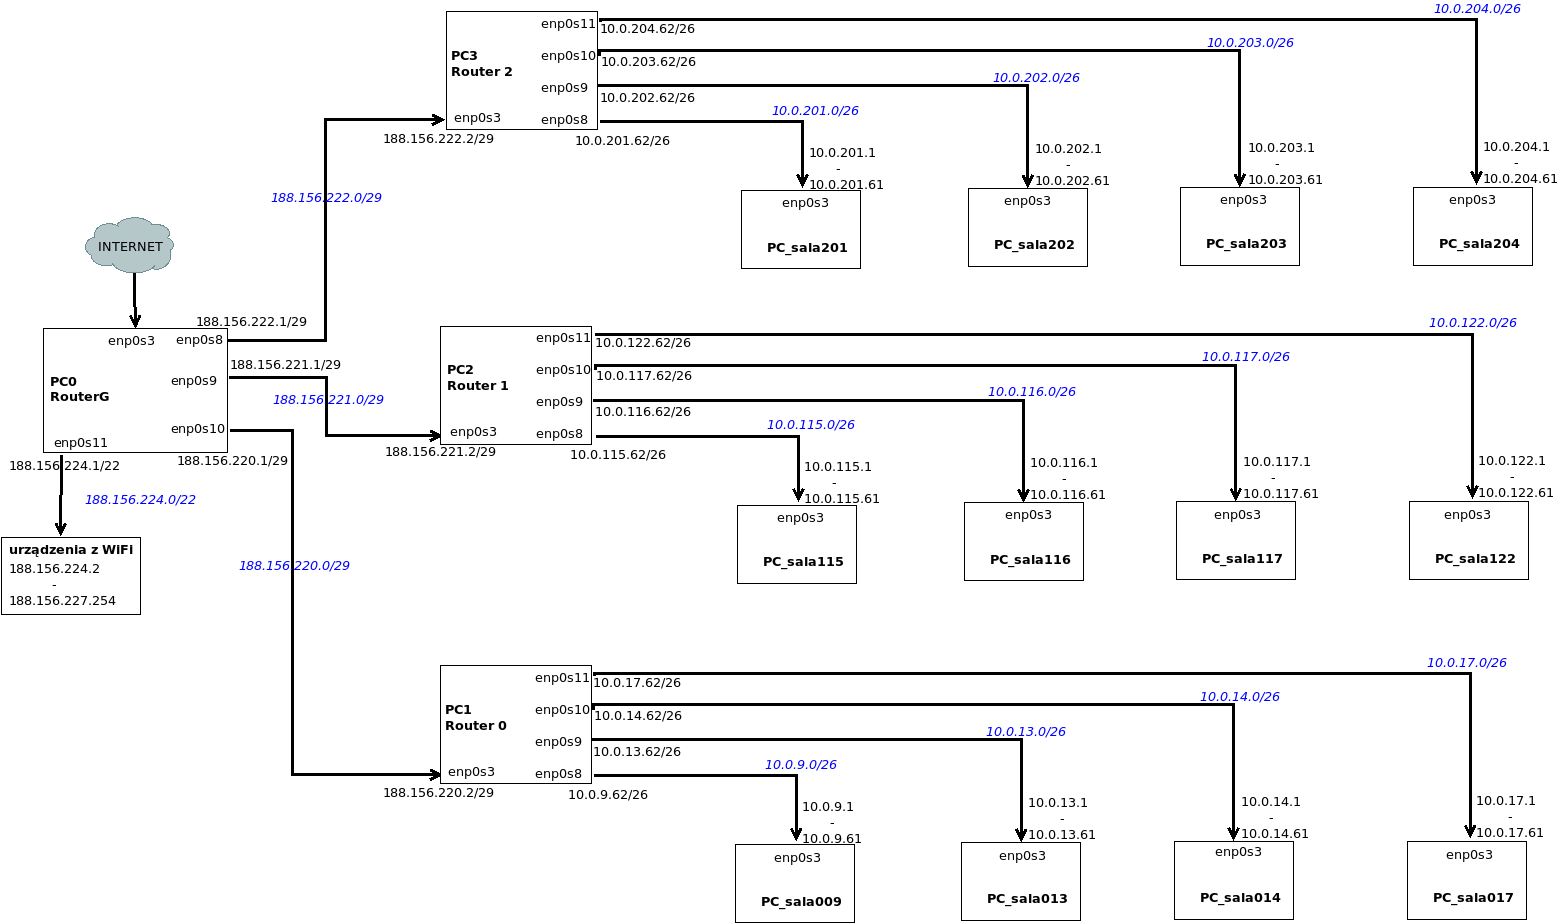 10.0.204.0/26
enp0s11
10.0.204.62/26
10.0.203.0/26
PC3
Router 2
enp0s10
10.0.203.62/26
10.0.202.0/26
enp0s9
10.0.202.62/26
10.0.201.0/26
enp0s3
enp0s8
188.156.222.2/29
10.0.201.62/26
10.0.201.1
-
10.0.201.61
10.0.202.1
-
10.0.202.61
10.0.203.1
-
10.0.203.61
10.0.204.1
-
10.0.204.61
188.156.222.0/29
enp0s3
PC_sala201
enp0s3
PC_sala202
enp0s3
PC_sala203
enp0s3
PC_sala204
INTERNET
188.156.222.1/29
enp0s3
enp0s8
188.156.221.1/29
PC0
RouterG
enp0s9
188.156.221.0/29
enp0s10
enp0s11
188.156.224.1/22
188.156.220.1/29
188.156.224.0/22
10.0.122.0/26
enp0s11
10.0.122.62/26
10.0.117.0/26
PC2
Router 1
enp0s10
10.0.117.62/26
10.0.116.0/26
enp0s9
10.0.116.62/26
10.0.115.0/26
enp0s3
enp0s8
188.156.221.2/29
10.0.115.62/26
10.0.115.1
-
10.0.115.61
10.0.116.1
-
10.0.116.61
10.0.117.1
-
10.0.117.61
10.0.122.1
-
10.0.122.61
enp0s3
PC_sala115
enp0s3
PC_sala116
enp0s3
PC_sala117
enp0s3
PC_sala122
urządzenia z WiFi
188.156.224.2
-
188.156.227.254
188.156.220.0/29
10.0.17.0/26
enp0s11
10.0.17.62/26
10.0.14.0/26
PC1
Router 0
enp0s10
10.0.14.62/26
10.0.13.0/26
enp0s9
10.0.13.62/26
10.0.9.0/26
enp0s3
enp0s8
188.156.220.2/29
10.0.9.62/26
10.0.9.1
-
10.0.9.61
10.0.13.1
-
10.0.13.61
10.0.14.1
-
10.0.14.61
10.0.17.1
-
10.0.17.61
enp0s3
PC_sala009
enp0s3
PC_sala013
enp0s3
PC_sala014
enp0s3
PC_sala017